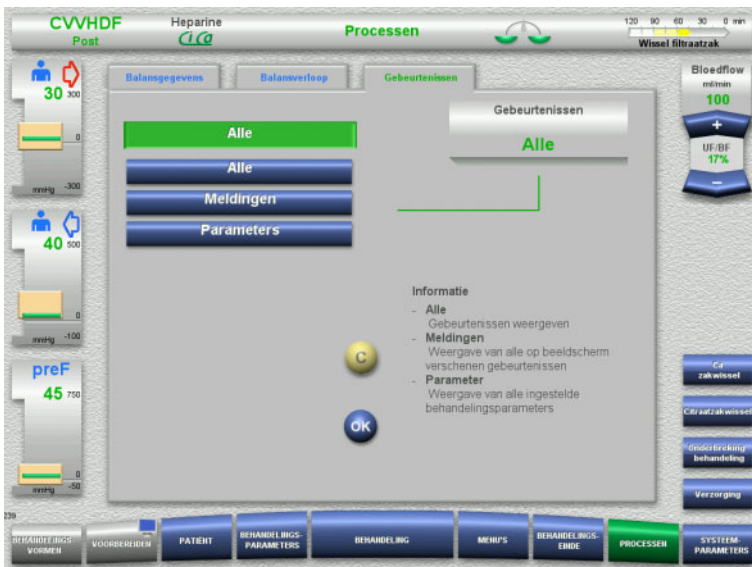 CVVHDF
Post
Heparine
CiCa
Processen
120 90 60 30 0 min
Wissel filtraatzak
30 300
0
mmHg -300
40 500
0
mmHg -100
preF
45 750
0
mmHg -50
Balansgegevens
Balansverloop
Gebeurtenissen
Alle
Alle
Meldingen
Parameters
Gebeurtenissen
Alle
Informatie
- Alle
Gebeurtenissen weergeven
- Meldingen
Weergave van alle op beeldscherm
verschenen gebeurtenissen
- Parameter
Weergave van alle ingestelde
behandelingsparameters
C
OK
Bloedflow
ml/min
100
+
UF/BF
17%
−
Ca
zakwissel
Citraatzakwissel
Onderbreking
behandeling
Verzorging
239
BEHANDELINGS-
VORMEN
VOORBEREIDEN
PATIËNT
BEHANDELINGS-
PARAMETERS
BEHANDELING
MENU'S
BEHANDELINGS-
EINDE
PROCESSEN
SYSTEEM-
PARAMETERS